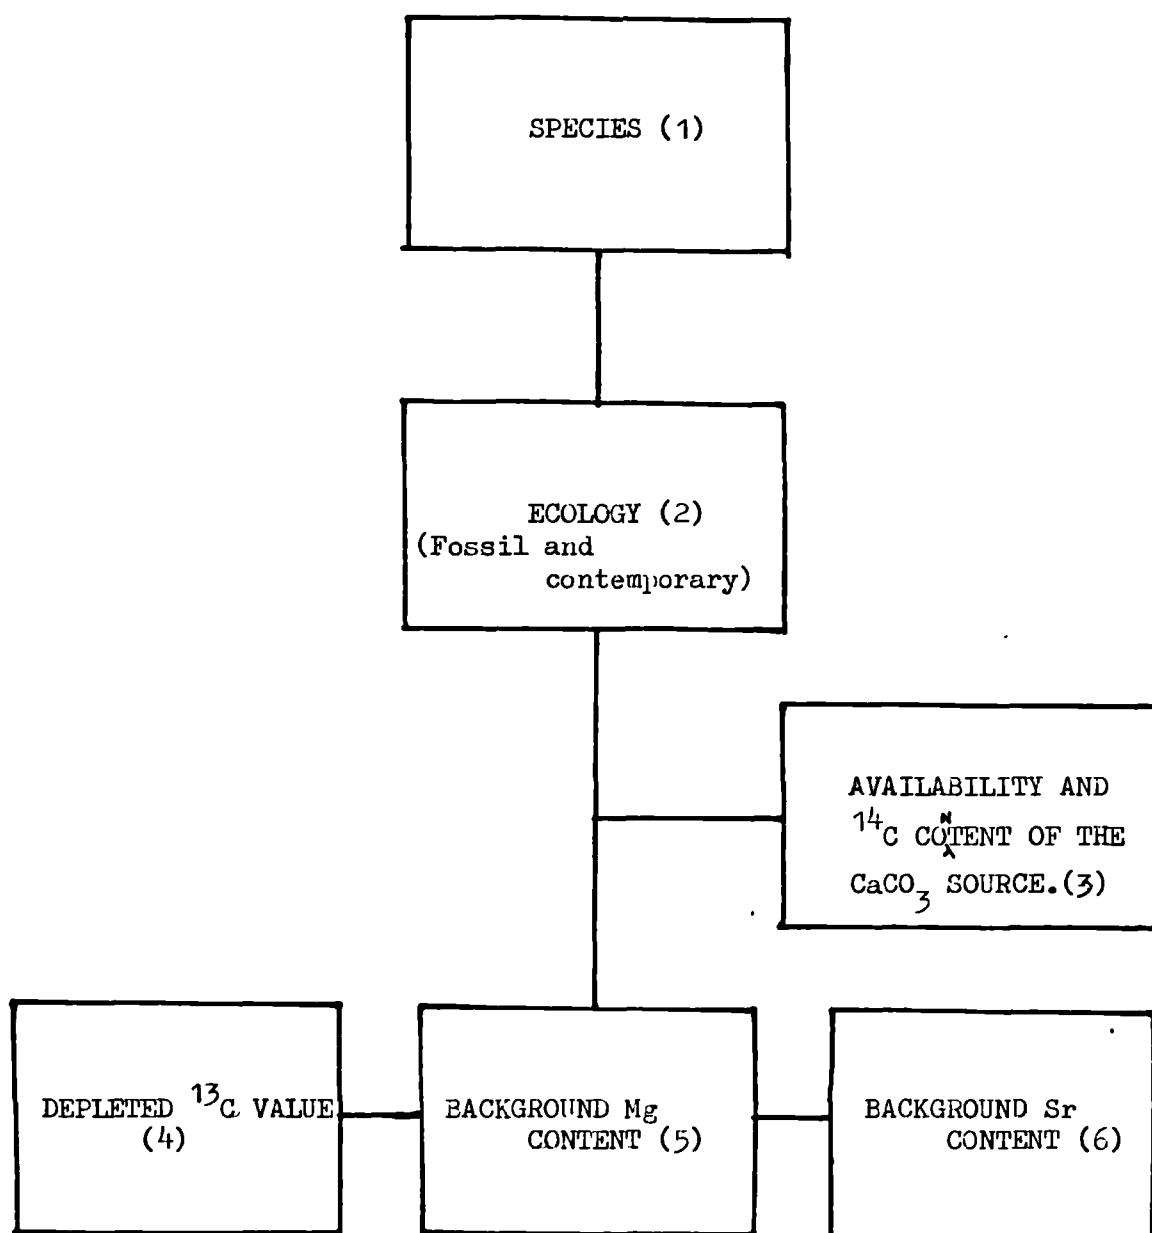 SPECIES (1)
ECOLOGY (2)
(Fossil and
contemporary)
AVAILABILITY AND
¹⁴C CONTENT OF THE
CaCO₃ SOURCE.(3)
DEPLETED ¹³C VALUE
(4)
BACKGROUND Mg
CONTENT (5)
BACKGROUND Sr
CONTENT (6)